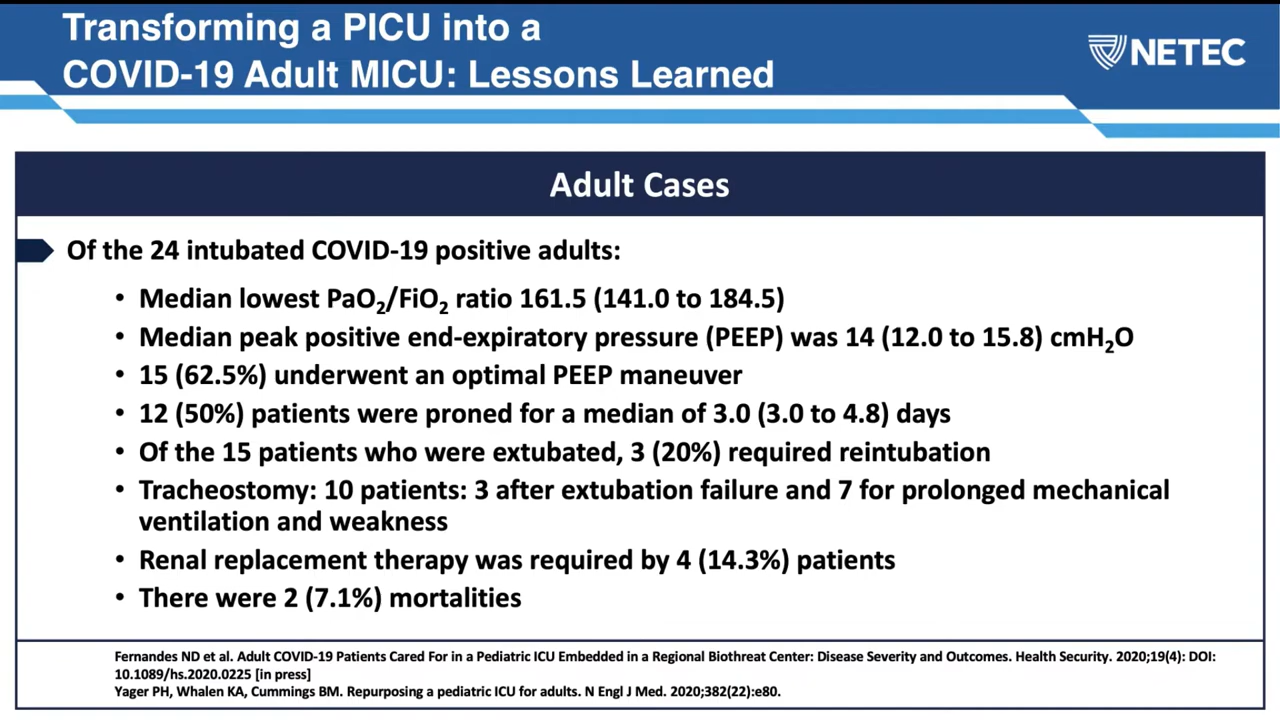 Transforming a PICU into a
COVID-19 Adult MICU: Lessons Learned
NETEC
Adult Cases
Of the 24 intubated COVID-19 positive adults:
• Median lowest PaO₂/FiO₂ ratio 161.5 (141.0 to 184.5)
• Median peak positive end-expiratory pressure (PEEP) was 14 (12.0 to 15.8) cmH₂O
• 15 (62.5%) underwent an optimal PEEP maneuver
• 12 (50%) patients were proned for a median of 3.0 (3.0 to 4.8) days
• Of the 15 patients who were extubated, 3 (20%) required reintubation
• Tracheostomy: 10 patients: 3 after extubation failure and 7 for prolonged mechanical
ventilation and weakness
• Renal replacement therapy was required by 4 (14.3%) patients
• There were 2 (7.1%) mortalities
Fernandes ND et al. Adult COVID-19 Patients Cared For in a Pediatric ICU Embedded in a Regional Biothreat Center: Disease Severity and Outcomes. Health Security. 2020;19(4): DOI:
10.1089/hs.2020.0225 [in press]
Yager PH, Whalen KA, Cummings BM. Repurposing a pediatric ICU for adults. N Engl J Med. 2020;382(22):e80.